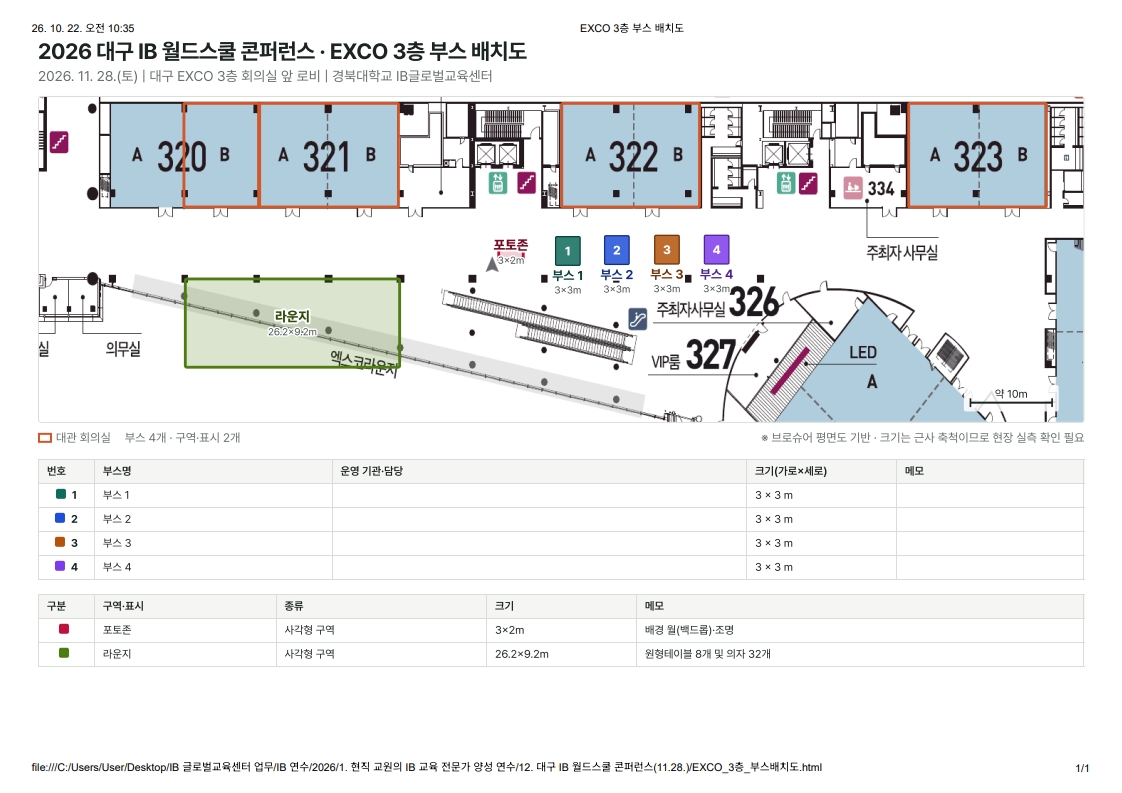 26. 10. 22. 오전 10:35
EXCO 3층 부스 배치도
2026 대구 IB 월드스쿨 콘퍼런스 · EXCO 3층 부스 배치도
2026. 11. 28.(토) | 대구 EXCO 3층 회의실 앞 로비 | 경북대학교 IB글로벌교육센터
A 320 B
A 321 B
A 322 B
A 323 B
334
주최자 사무실
포토존
3×2m
1
부스 1
3×3m
2
부스 2
3×3m
3
부스 3
3×3m
4
부스 4
3×3m
주최자사무실 326
VIP룸 327
라운지
26.2×9.2m
엑스코라운지
실
의무실
LED
A
약 10m
대관 회의실 부스 4개 · 구역·표시 2개
※ 브로슈어 평면도 기반 · 크기는 근사 축척이므로 현장 실측 확인 필요
번호 부스명 운영 기관·담당 크기(가로×세로) 메모
1 부스 1 3 × 3 m
2 부스 2 3 × 3 m
3 부스 3 3 × 3 m
4 부스 4 3 × 3 m
구분 구역·표시 종류 크기 메모
포토존 사각형 구역 3×2m 배경 월(백드롭)·조명
라운지 사각형 구역 26.2×9.2m 원형테이블 8개 및 의자 32개
file:///C:/Users/User/Desktop/IB 글로벌교육센터 업무/IB 연수/2026/1. 현직 교원의 IB 교육 전문가 양성 연수/12. 대구 IB 월드스쿨 콘퍼런스(11.28.)/EXCO_3층_부스배치도.html
1/1